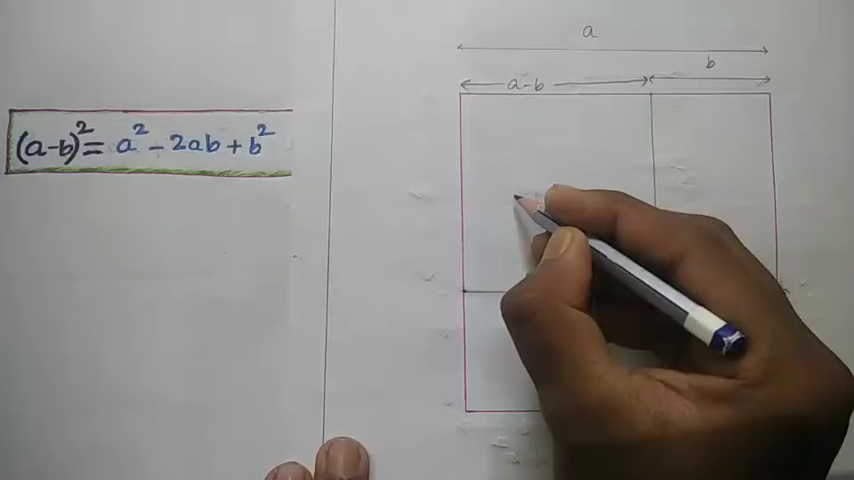 (a-b)² = a² - 2ab + b²
a
b
a-b